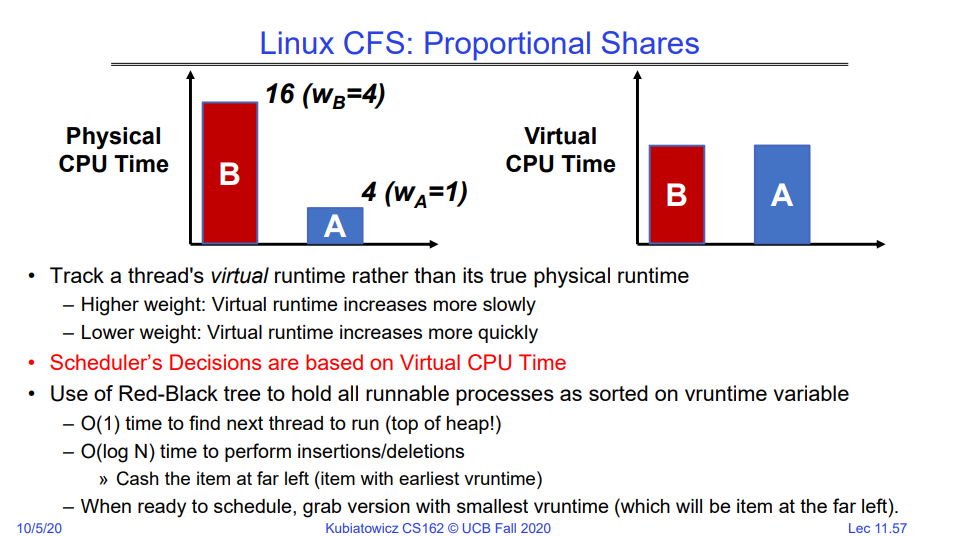 Linux CFS: Proportional Shares
16 (wB=4)
Physical
CPU Time
B
4 (wA=1)
A
Virtual
CPU Time
B
A
• Track a thread's virtual runtime rather than its true physical runtime
– Higher weight: Virtual runtime increases more slowly
– Lower weight: Virtual runtime increases more quickly
• Scheduler's Decisions are based on Virtual CPU Time
• Use of Red-Black tree to hold all runnable processes as sorted on vruntime variable
– O(1) time to find next thread to run (top of heap!)
– O(log N) time to perform insertions/deletions
» Cash the item at far left (item with earliest vruntime)
– When ready to schedule, grab version with smallest vruntime (which will be item at the far left).
10/5/20
Kubiatowicz CS162 © UCB Fall 2020
Lec 11.57